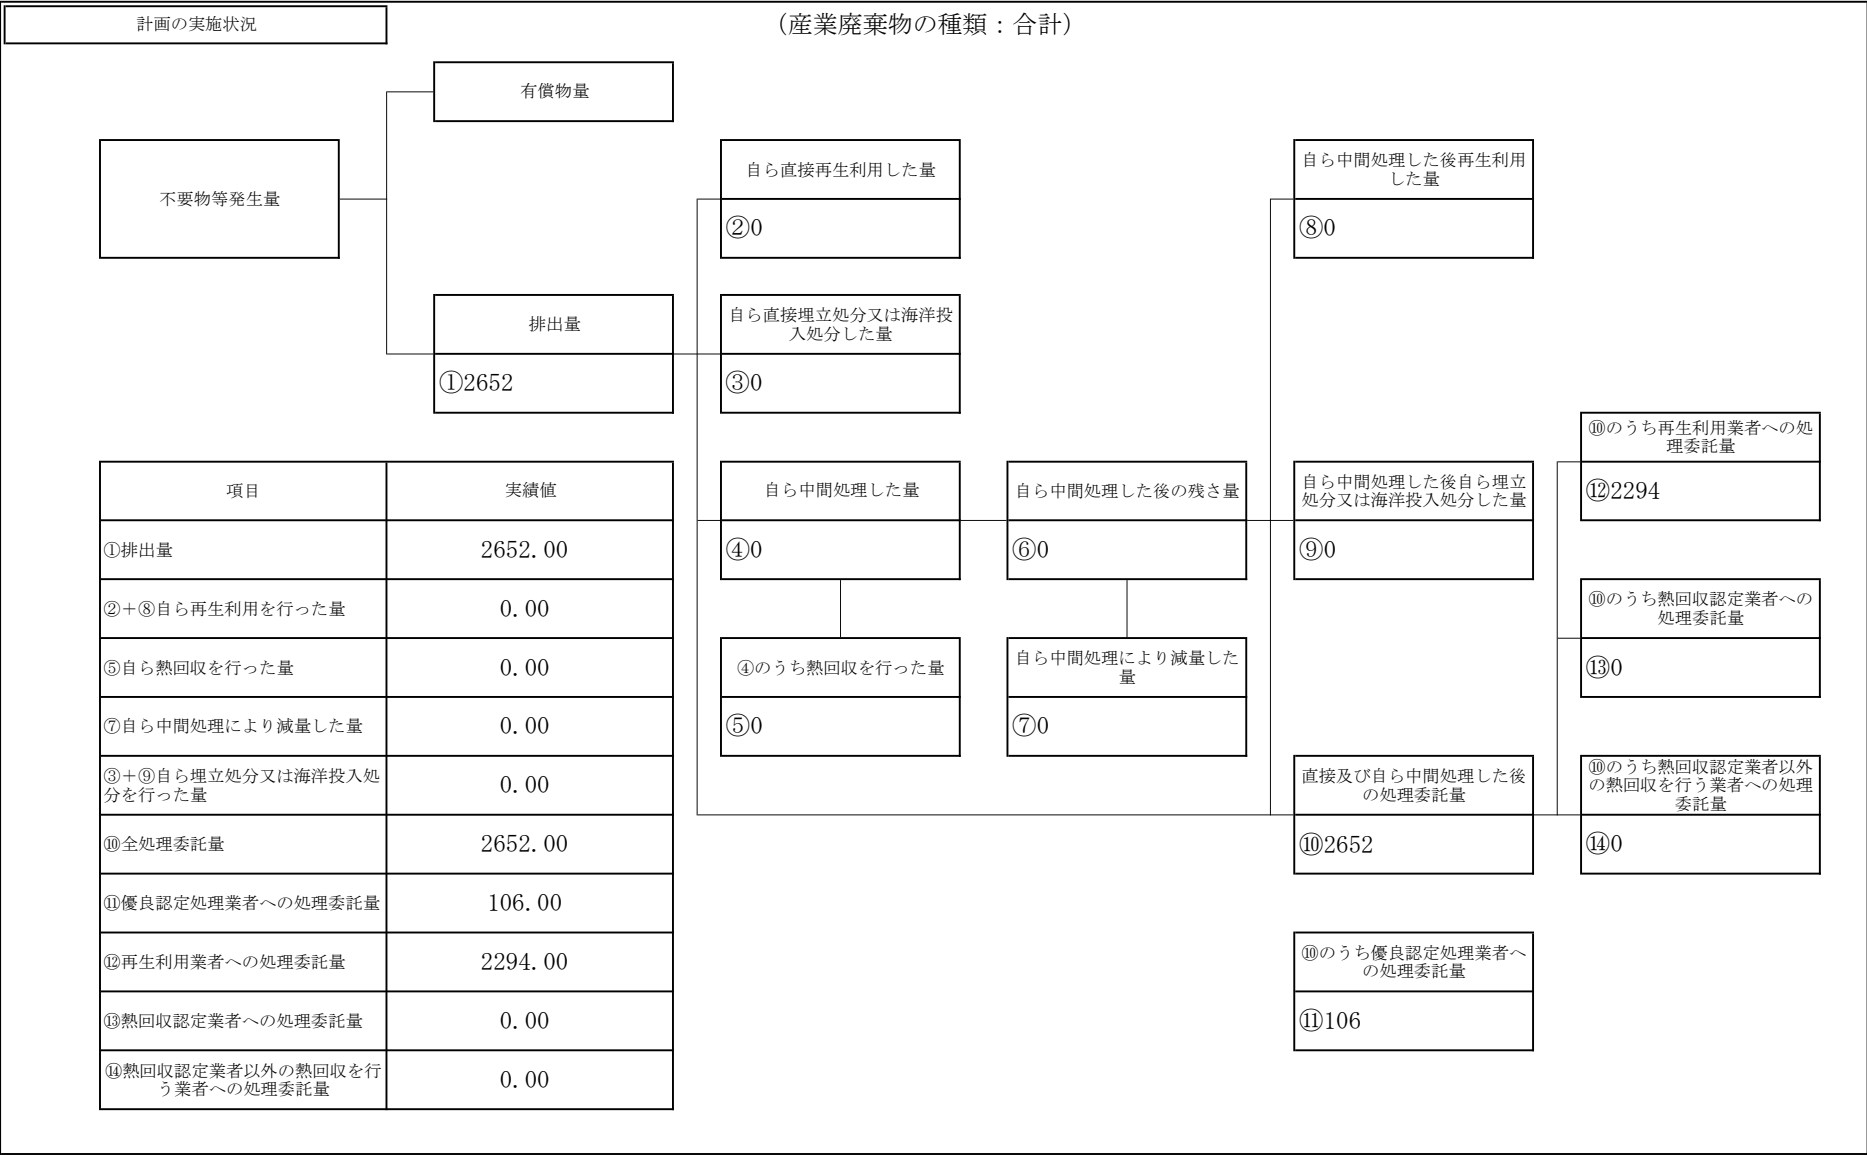 計画の実施状況
（産業廃棄物の種類：合計）
有償物量
不要物等発生量
排出量
①2652
自ら直接再生利用した量
②0
自ら直接埋立処分又は海洋投
入処分した量
③0
自ら中間処理した量
④0
④のうち熱回収を行った量
⑤0
自ら中間処理した後の残さ量
⑥0
自ら中間処理により減量した
量
⑦0
自ら中間処理した後再生利用
した量
⑧0
自ら中間処理した後自ら埋立
処分又は海洋投入処分した量
⑨0
直接及び自ら中間処理した後
の処理委託量
⑩2652
⑩のうち優良認定処理業者へ
の処理委託量
⑪106
⑩のうち再生利用業者への処
理委託量
⑫2294
⑩のうち熱回収認定業者への
処理委託量
⑬0
⑩のうち熱回収認定業者以外
の熱回収を行う業者への処理
委託量
⑭0
項目 実績値
①排出量 2652.00
②＋⑧自ら再生利用を行った量 0.00
⑤自ら熱回収を行った量 0.00
⑦自ら中間処理により減量した量 0.00
③＋⑨自ら埋立処分又は海洋投入処
分を行った量 0.00
⑩全処理委託量 2652.00
⑪優良認定処理業者への処理委託量 106.00
⑫再生利用業者への処理委託量 2294.00
⑬熱回収認定業者への処理委託量 0.00
⑭熱回収認定業者以外の熱回収を行
う業者への処理委託量 0.00